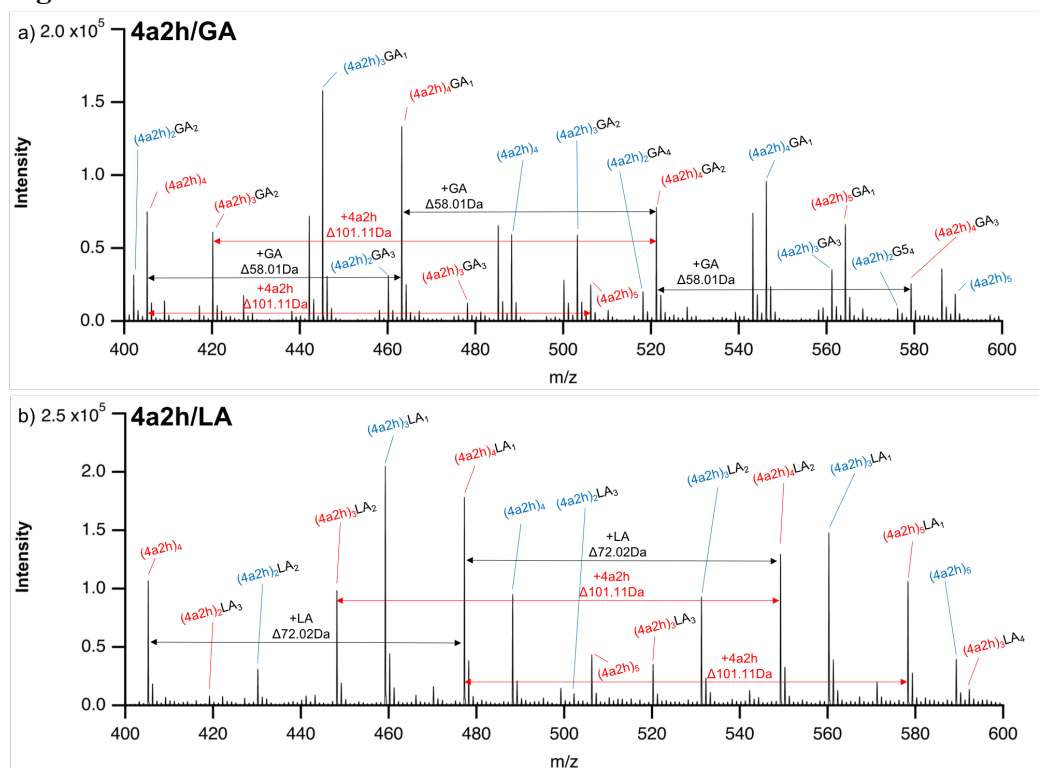 a) 2.0 x10⁵
4a2h/GA
(4a2h)₃GA₁
(4a2h)₄GA₁
1.5
(4a2h)₂GA₂
(4a2h)₃GA₂
(4a2h)₄
(4a2h)₂GA₄
(4a2h)₄GA₁
(4a2h)₄
(4a2h)₃GA₂
+GA
Δ58.01Da
(4a2h)₄GA₂
(4a2h)₅GA₁
1.0
Intensity
+4a2h
Δ101.11Da
(4a2h)₃GA₃
(4a2h)₂G5₄
(4a2h)₄GA₃
+GA
Δ58.01Da
(4a2h)₂GA₃
(4a2h)₃GA₃
+GA
Δ58.01Da
0.5
+4a2h
Δ101.11Da
(4a2h)₅
(4a2h)₅
0.0
400 420 440 460 480 500 520 540 560 580 600
m/z
b) 2.5 x10⁵
4a2h/LA
(4a2h)₃LA₁
(4a2h)₄LA₁
2.0
(4a2h)₃LA₂
(4a2h)₄LA₂
(4a2h)₃LA₁
(4a2h)₃LA₂
(4a2h)₄
(4a2h)₂LA₃
1.5
(4a2h)₄
(4a2h)₂LA₂
+LA
Δ72.02Da
(4a2h)₅LA₁
Intensity
(4a2h)₂LA₃
+4a2h
Δ101.11Da
(4a2h)₅
1.0
+LA
Δ72.02Da
(4a2h)₃LA₃
(4a2h)₃LA₄
0.5
(4a2h)₅
+4a2h
Δ101.11Da
0.0
400 420 440 460 480 500 520 540 560 580 600
m/z